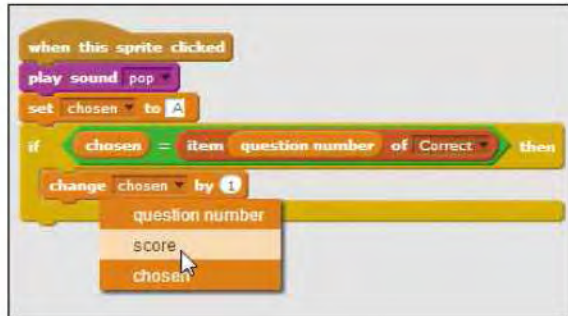 when this sprite clicked
play sound pop
set chosen to A
if chosen = item question number of Correct then
change chosen by 1
question number
score
chosen